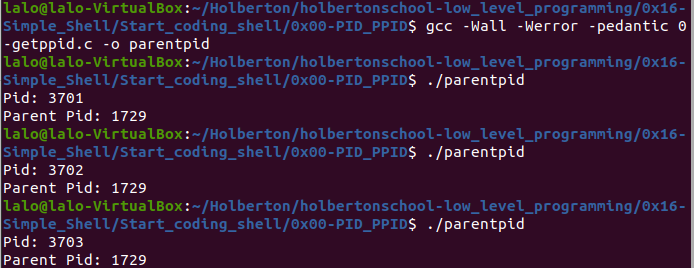 lalo@lalo-VirtualBox:~/Holberton/holbertonschool-low_level_programming/0x16-
Simple_Shell/Start_coding_shell/0x00-PID_PPID$ gcc -Wall -Werror -pedantic 0
-getppid.c -o parentpid
lalo@lalo-VirtualBox:~/Holberton/holbertonschool-low_level_programming/0x16-
Simple_Shell/Start_coding_shell/0x00-PID_PPID$ ./parentpid
Pid: 3701
Parent Pid: 1729
lalo@lalo-VirtualBox:~/Holberton/holbertonschool-low_level_programming/0x16-
Simple_Shell/Start_coding_shell/0x00-PID_PPID$ ./parentpid
Pid: 3702
Parent Pid: 1729
lalo@lalo-VirtualBox:~/Holberton/holbertonschool-low_level_programming/0x16-
Simple_Shell/Start_coding_shell/0x00-PID_PPID$ ./parentpid
Pid: 3703
Parent Pid: 1729